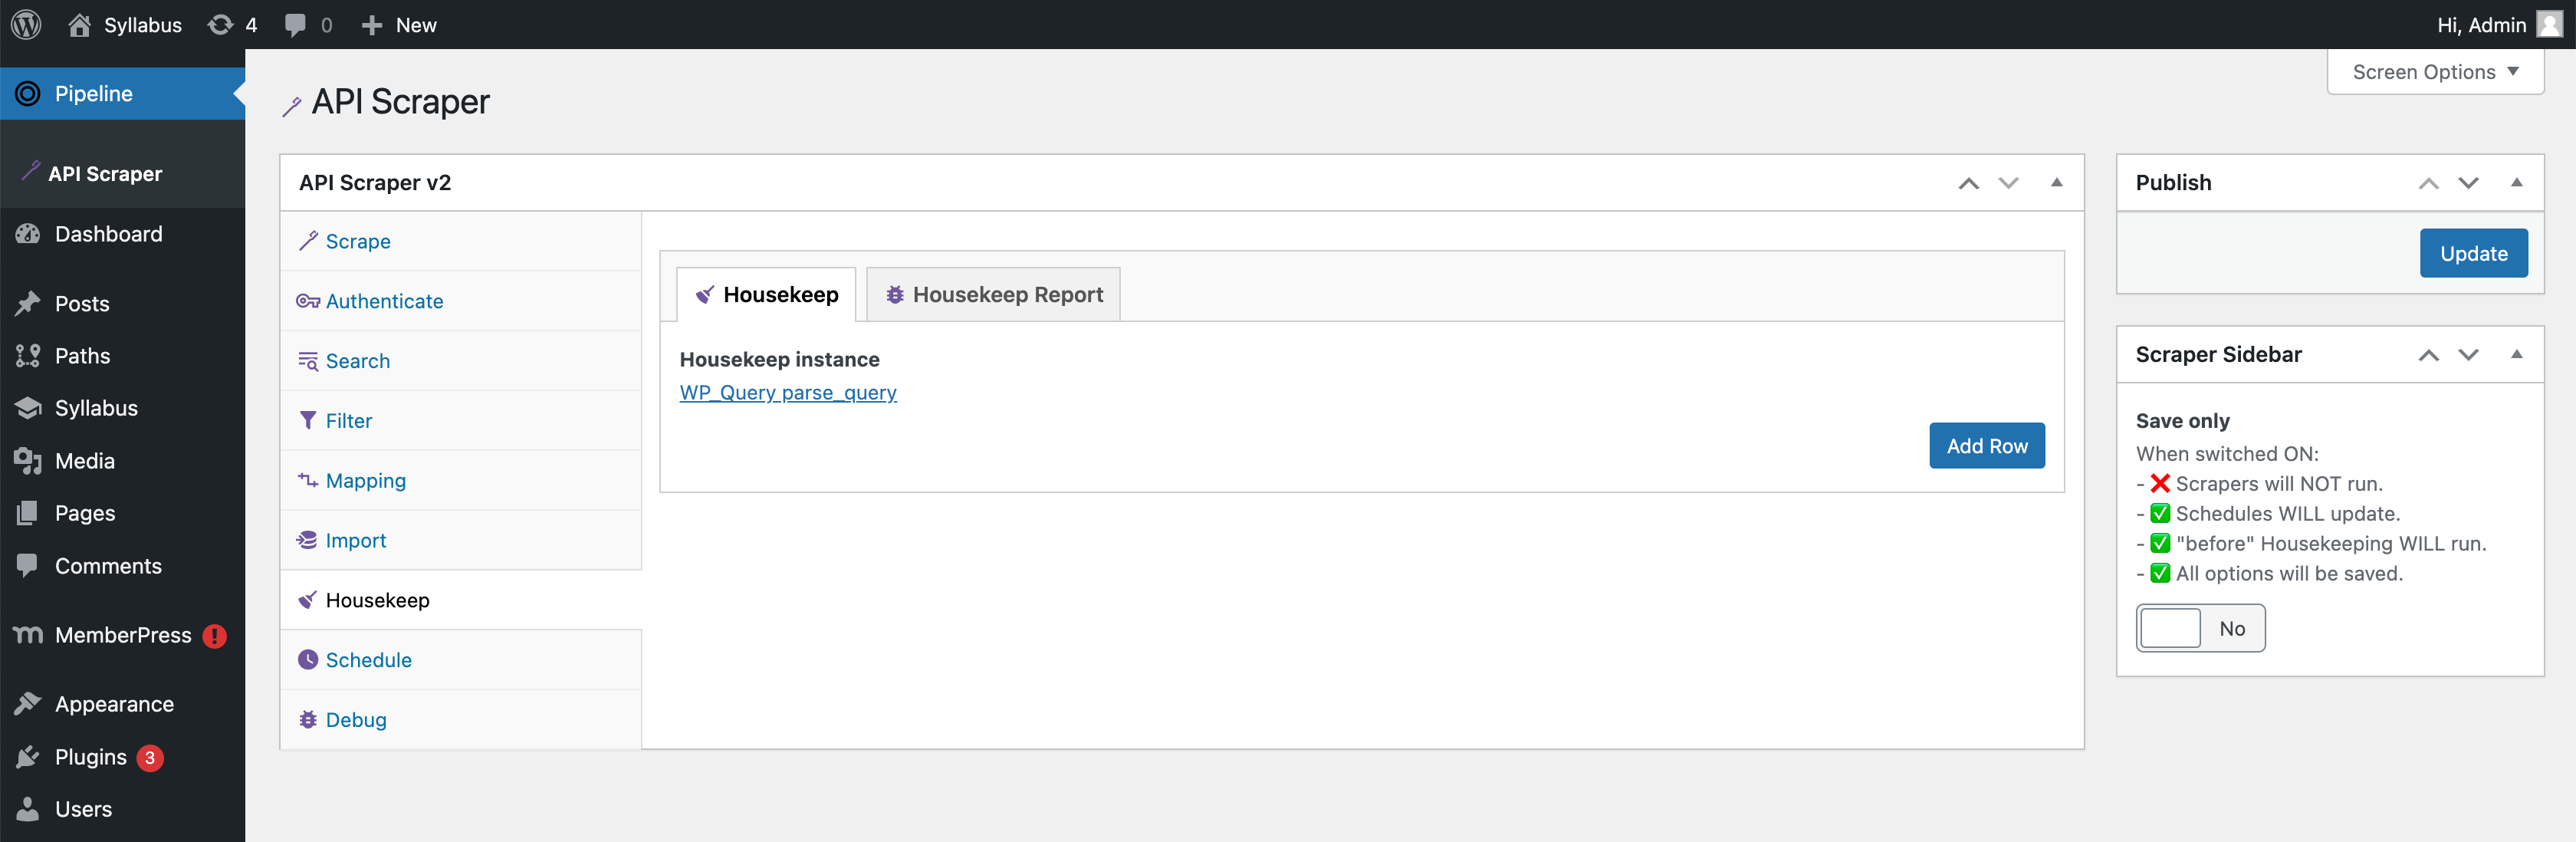 Syllabus
4
0
New
Hi, Admin
Screen Options
Pipeline
API Scraper
Dashboard
Posts
Paths
Syllabus
Media
Pages
Comments
MemberPress !
Appearance
Plugins 3
Users
API Scraper
API Scraper v2
Scrape
Authenticate
Search
Filter
Mapping
Import
Housekeep
Schedule
Debug
Housekeep
Housekeep Report
Housekeep instance
WP_Query parse_query
Add Row
Publish
Update
Scraper Sidebar
Save only
When switched ON:
- ❌ Scrapers will NOT run.
- ✅ Schedules WILL update.
- ✅ "before" Housekeeping WILL run.
- ✅ All options will be saved.
No